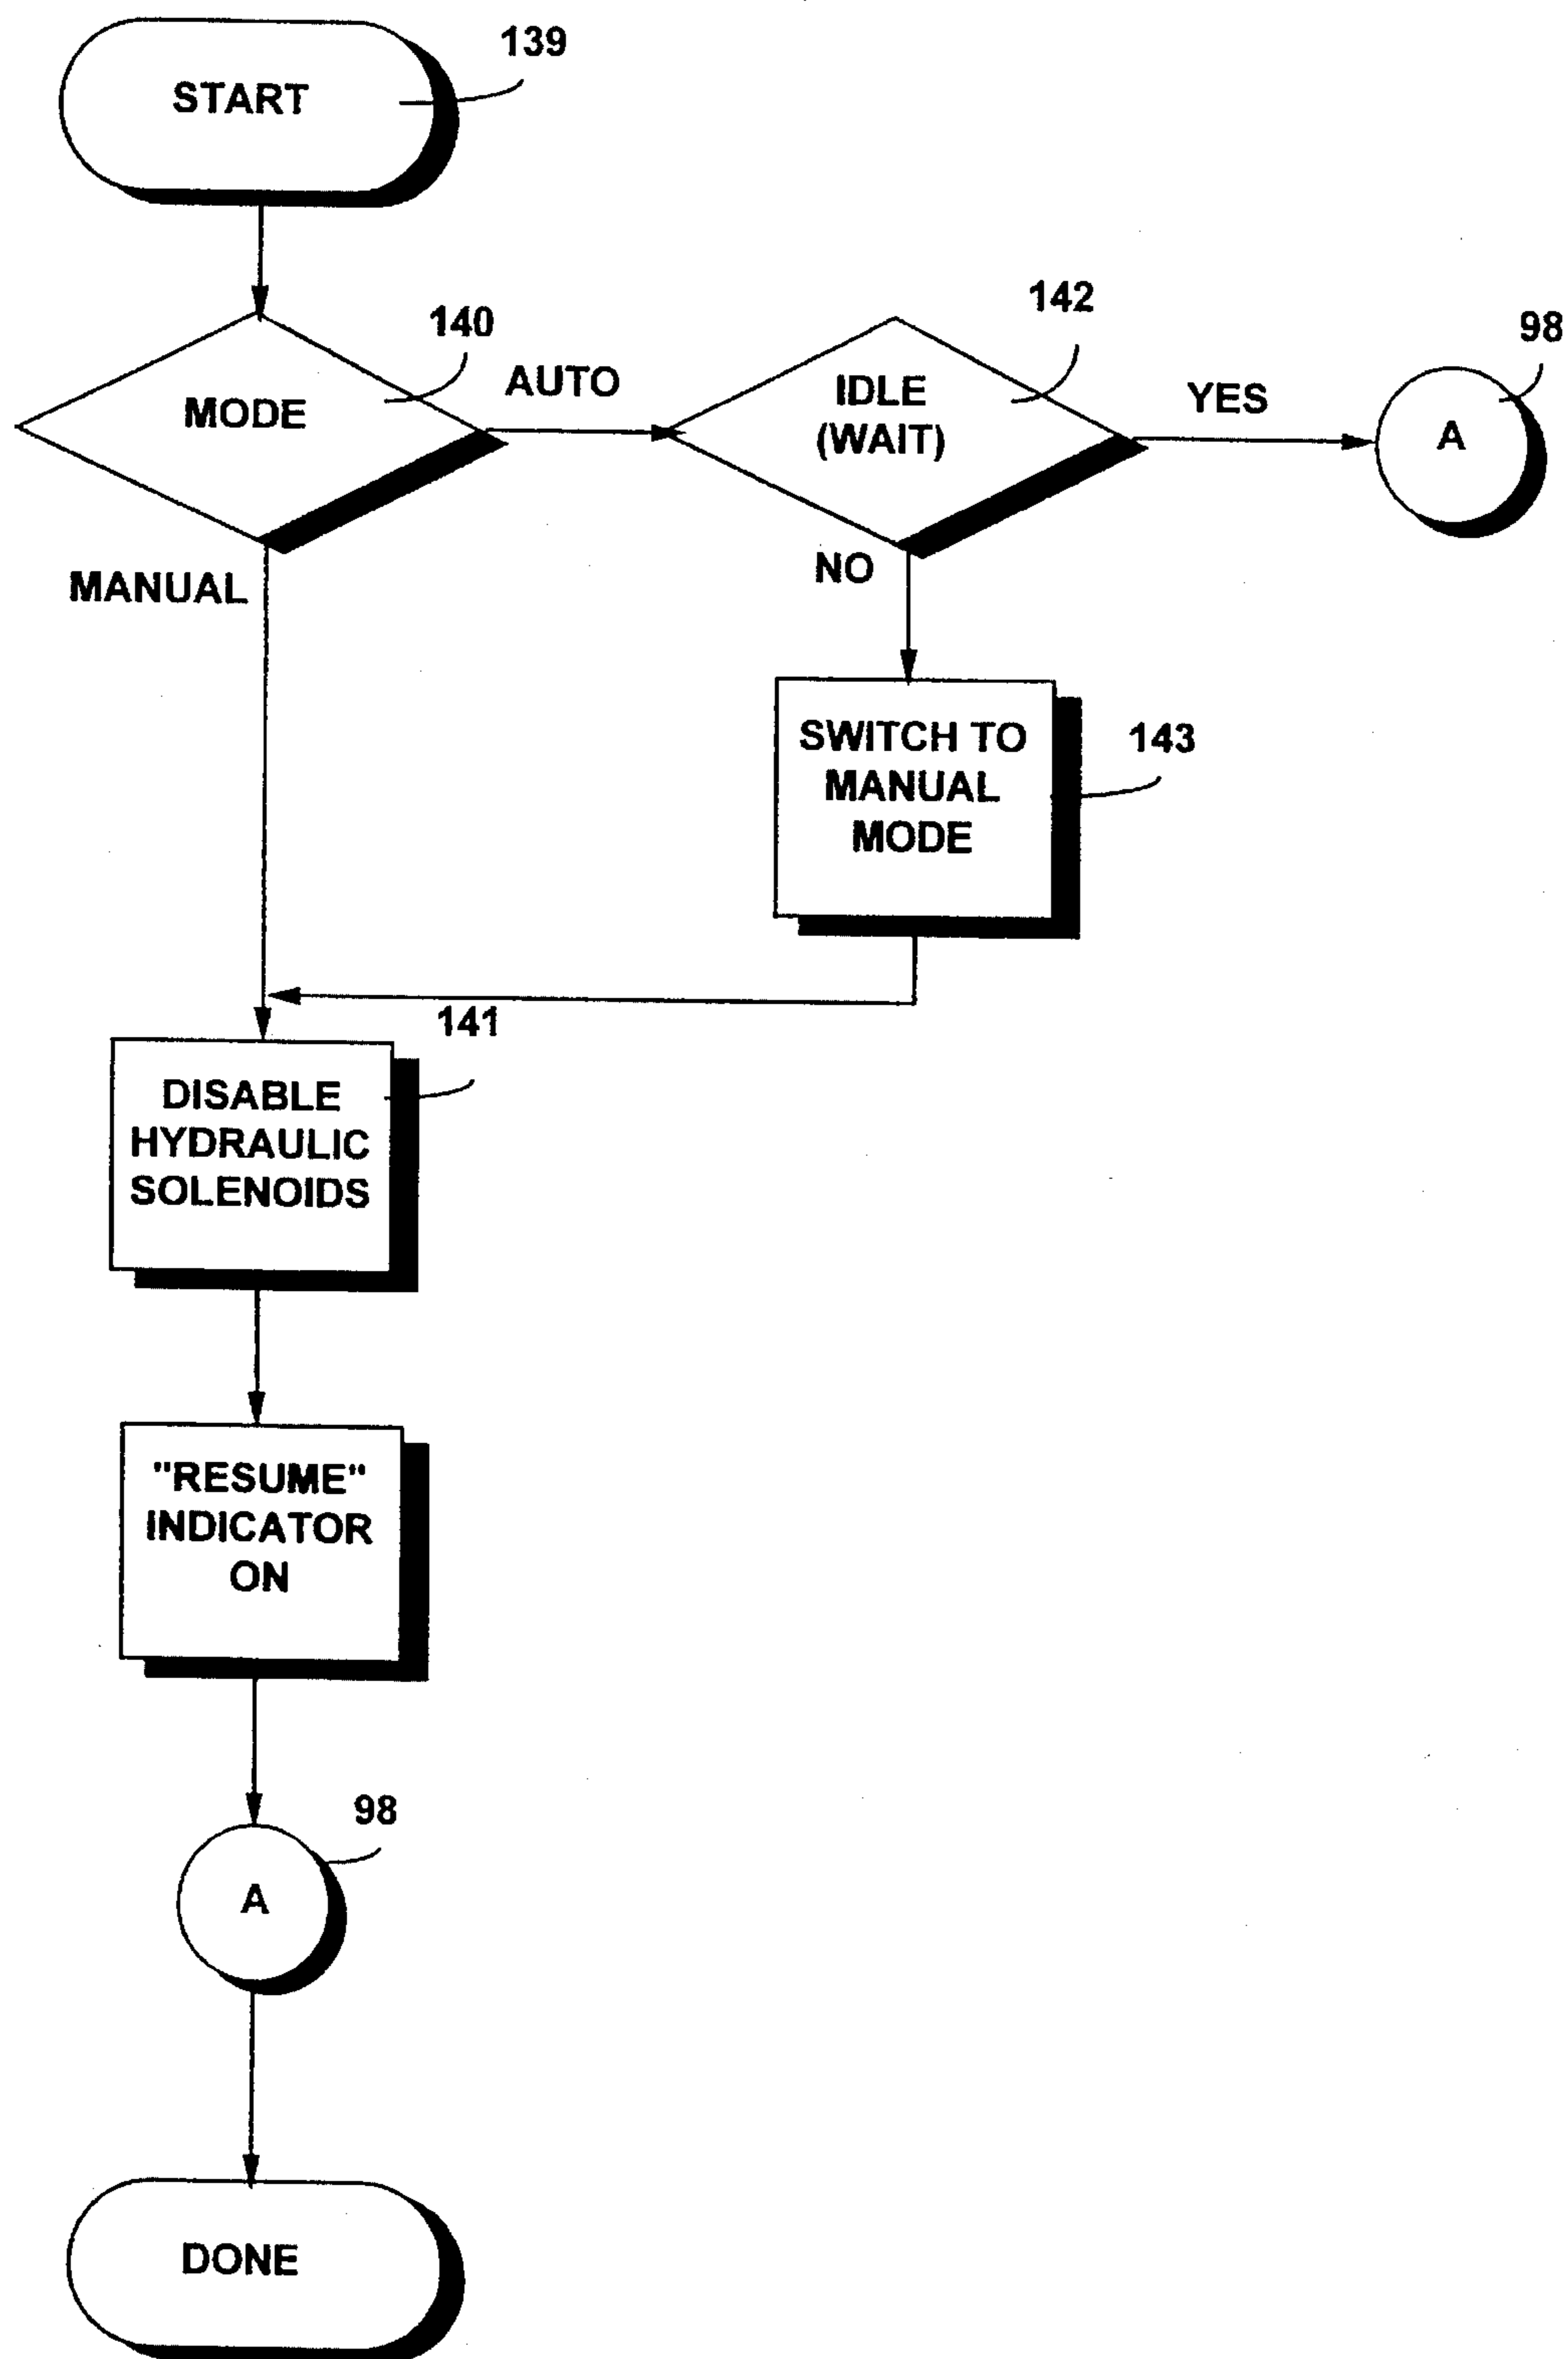 START
139
140
MODE
AUTO
142
IDLE
(WAIT)
YES
98
A
MANUAL
NO
SWITCH TO
MANUAL
MODE
143
141
DISABLE
HYDRAULIC
SOLENOIDS
"RESUME"
INDICATOR
ON
98
A
DONE